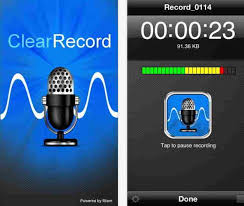 ClearRecord
Record_0114
00:00:23
91.36 KB
Tap to pause recording
Done